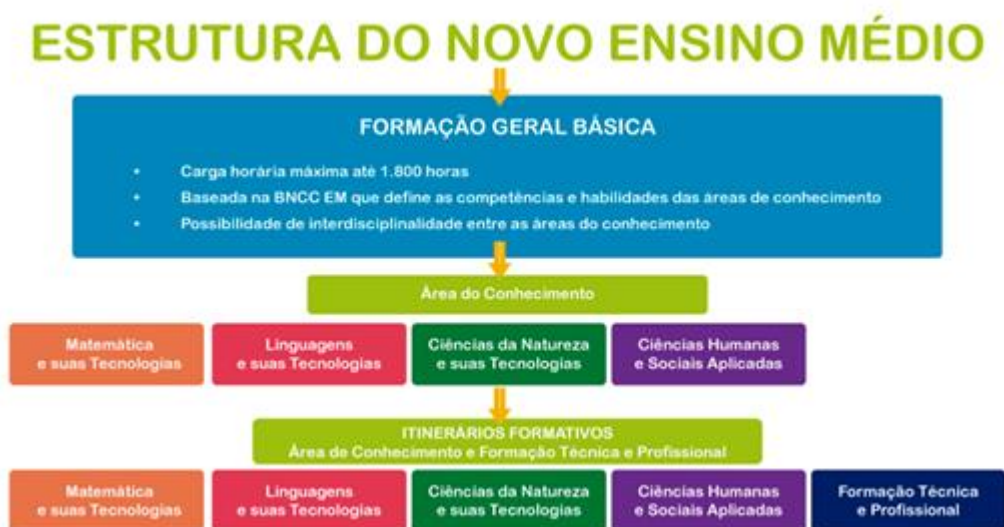 ESTRUTURA DO NOVO ENSINO MÉDIO
FORMAÇÃO GERAL BÁSICA
• Carga horária máxima até 1.800 horas
• Baseada na BNCC EM que define as competências e habilidades das áreas de conhecimento
• Possibilidade de interdisciplinalidade entre as áreas do conhecimento
Área do Conhecimento
Matemática
e suas Tecnologias
Linguagens
e suas Tecnologias
Ciências da Natureza
e suas Tecnologias
Ciências Humanas
e Sociais Aplicadas
ITINERÁRIOS FORMATIVOS
Área de Conhecimento e Formação Técnica e Profissional
Matemática
e suas Tecnologias
Linguagens
e suas Tecnologias
Ciências da Natureza
e suas Tecnologias
Ciências Humanas
e Sociais Aplicadas
Formação Técnica
e Profissional